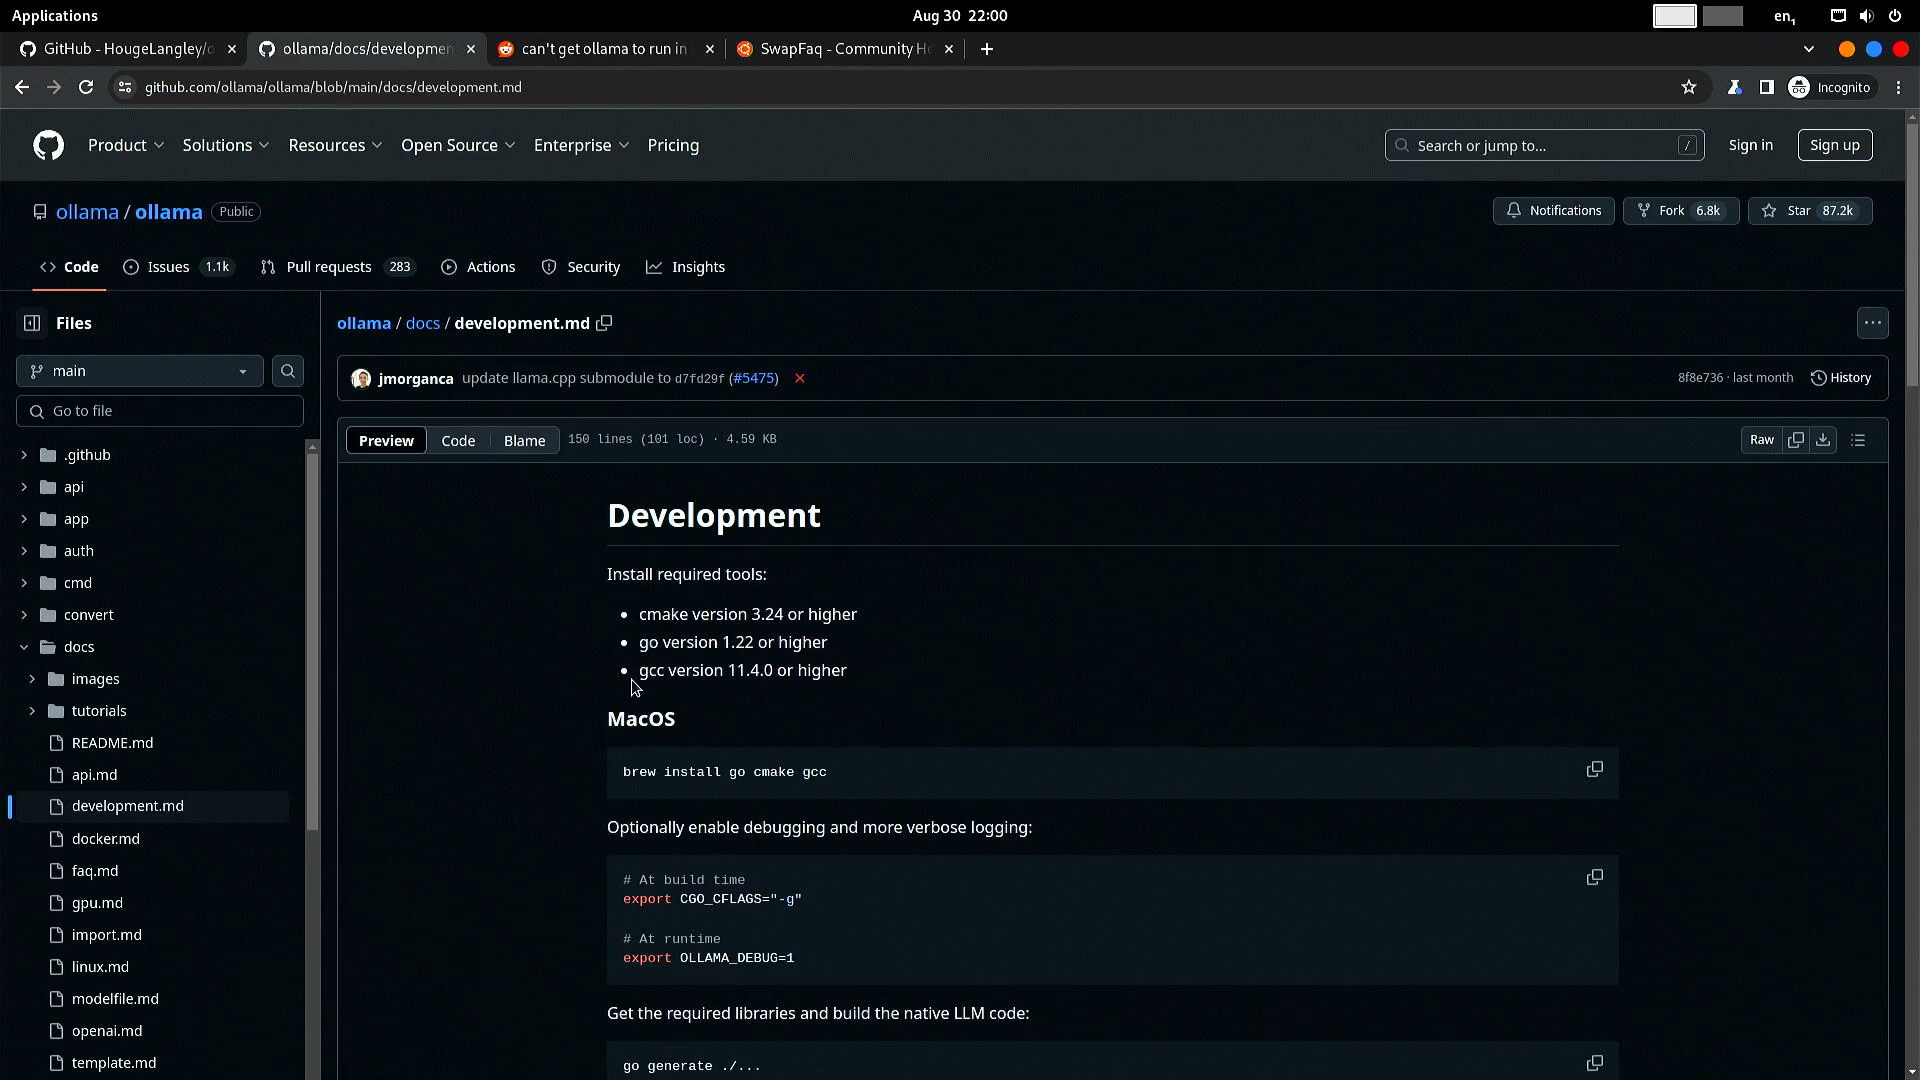 Applications
Aug 30 22:00
en1
GitHub - HougeLangley/o
ollama/docs/developmen
can't get ollama to run in
SwapFaq - Community He
github.com/ollama/ollama/blob/main/docs/development.md
Incognito
Product
Solutions
Resources
Open Source
Enterprise
Pricing
Search or jump to...
/
Sign in
Sign up
ollama / ollama
Public
Notifications
Fork 6.8k
Star 87.2k
Code
Issues 1.1k
Pull requests 283
Actions
Security
Insights
Files
main
Go to file
.github
api
app
auth
cmd
convert
docs
images
tutorials
README.md
api.md
development.md
docker.md
faq.md
gpu.md
import.md
linux.md
modelfile.md
openai.md
template.md
ollama / docs / development.md
jmorganca update llama.cpp submodule to d7fd29f (#5475)
8f8e736 · last month
History
Preview
Code
Blame
150 lines (101 loc) · 4.59 KB
Raw
Development
Install required tools:
• cmake version 3.24 or higher
• go version 1.22 or higher
• gcc version 11.4.0 or higher
MacOS
brew install go cmake gcc
Optionally enable debugging and more verbose logging:
# At build time
export CGO_CFLAGS="-g"
# At runtime
export OLLAMA_DEBUG=1
Get the required libraries and build the native LLM code:
go generate ./...